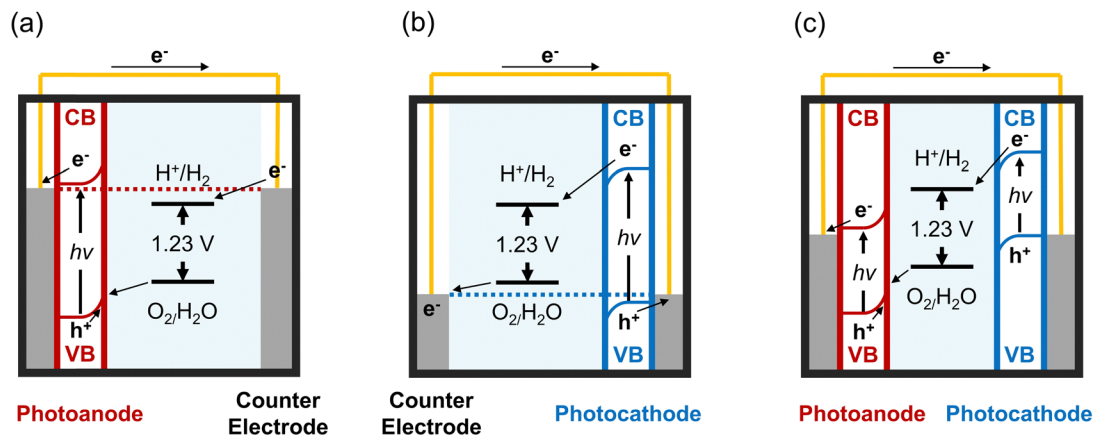 (a)
e-
CB
e-
H+/H2
e-
hv
1.23 V
O2/H2O
h+
VB
Photoanode
Counter
Electrode
(b)
e-
CB
e-
H+/H2
hv
1.23 V
e-
O2/H2O
h+
VB
Counter
Electrode
Photocathode
(c)
e-
CB
CB
H+/H2
e-
hv
e-
1.23 V
hv
h+
O2/H2O
h+
VB
VB
Photoanode
Photocathode